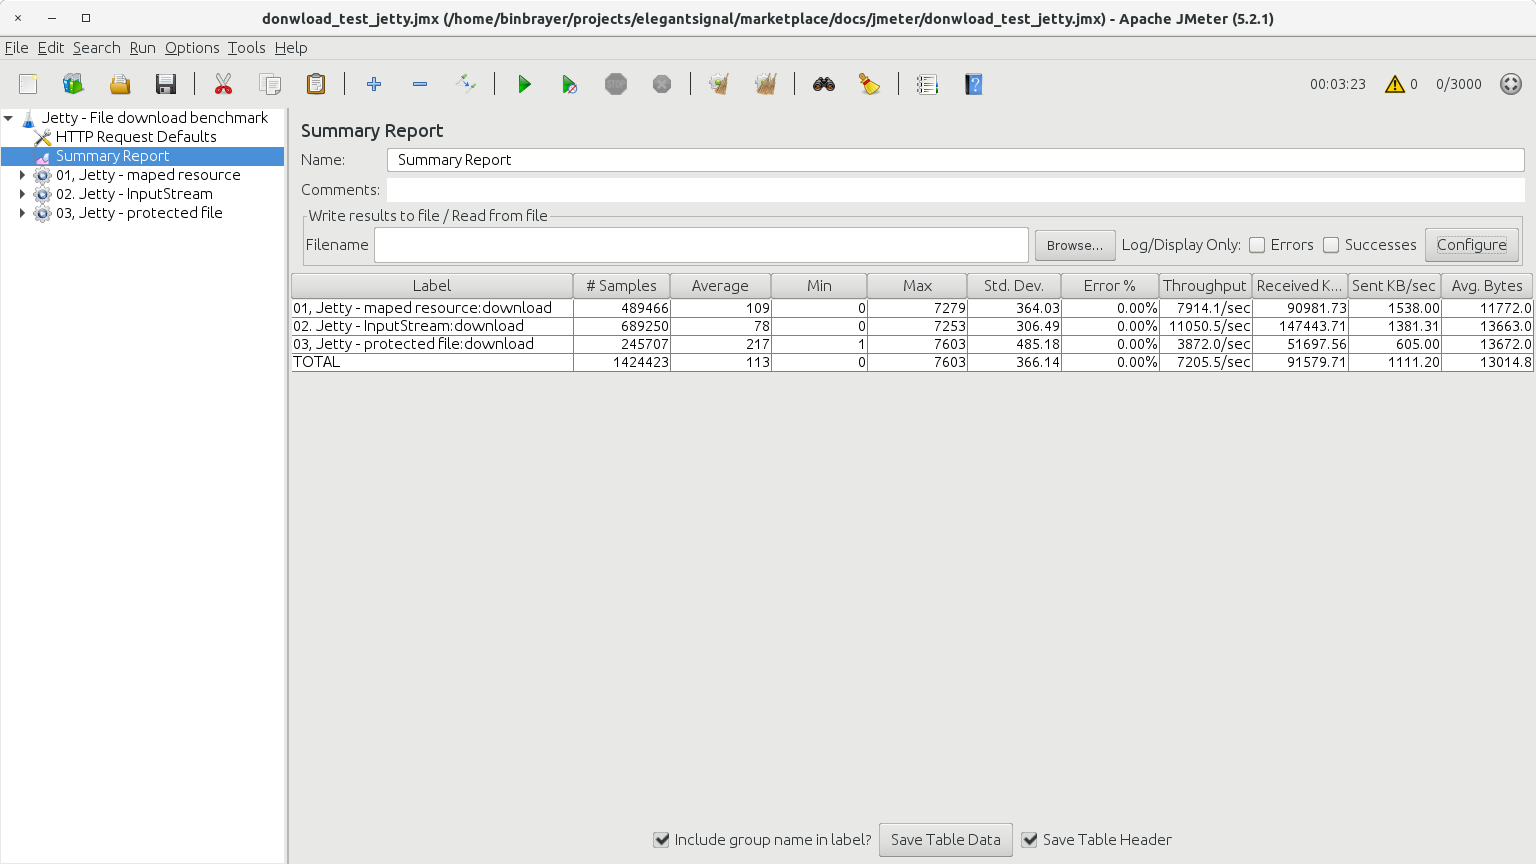 donwload_test_jetty.jmx (/home/binbrayer/projects/elegantsignal/marketplace/docs/jmeter/donwload_test_jetty.jmx) - Apache JMeter (5.2.1)
File Edit Search Run Options Tools Help
00:03:23 0 0/3000
Jetty - File download benchmark
HTTP Request Defaults
Summary Report
01, Jetty - maped resource
02. Jetty - InputStream
03, Jetty - protected file
Summary Report
Name: Summary Report
Comments:
Write results to file / Read from file
Filename Browse... Log/Display Only: Errors Successes Configure
Label # Samples Average Min Max Std. Dev. Error % Throughput Received K... Sent KB/sec Avg. Bytes
01, Jetty - maped resource:download 489466 109 0 7279 364.03 0.00% 7914.1/sec 90981.73 1538.00 11772.0
02. Jetty - InputStream:download 689250 78 0 7253 306.49 0.00% 11050.5/sec 147443.71 1381.31 13663.0
03, Jetty - protected file:download 245707 217 1 7603 485.18 0.00% 3872.0/sec 51697.56 605.00 13672.0
TOTAL 1424423 113 0 7603 366.14 0.00% 7205.5/sec 91579.71 1111.20 13014.8
Include group name in label? Save Table Data Save Table Header